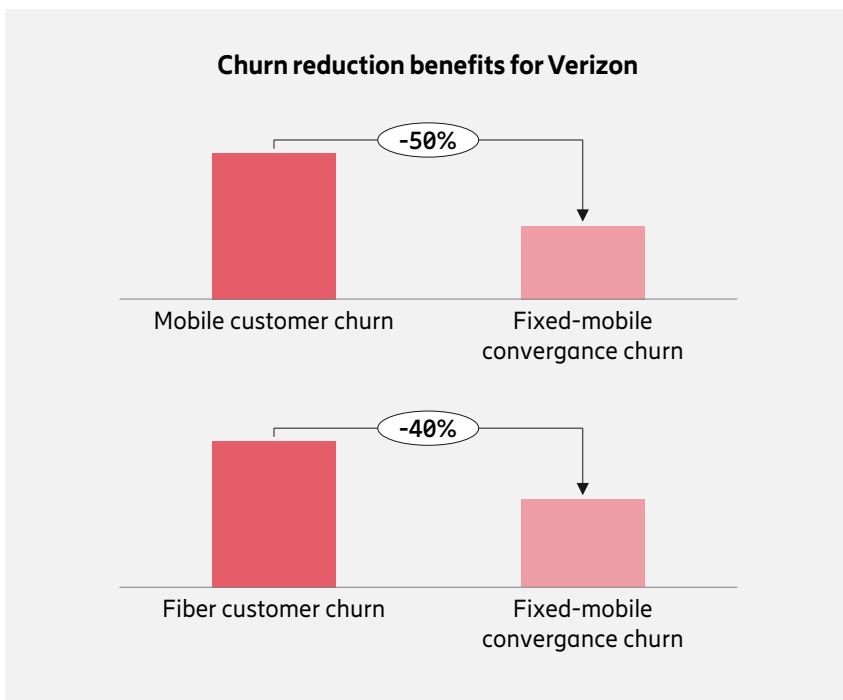 Churn reduction benefits for Verizon
-50%
Mobile customer churn
Fixed-mobile
convergance churn
-40%
Fiber customer churn
Fixed-mobile
convergance churn